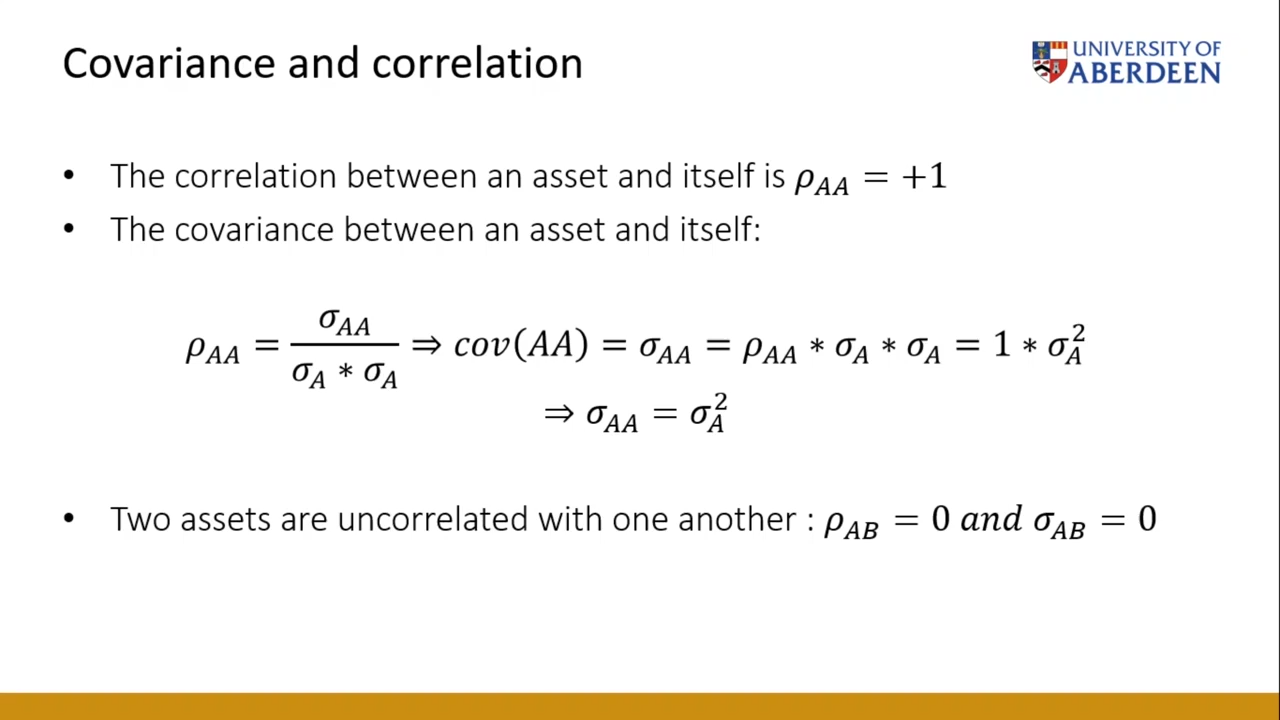 Covariance and correlation
UNIVERSITY OF
ABERDEEN
• The correlation between an asset and itself is ρ_AA = +1
• The covariance between an asset and itself:
ρ_AA = σ_AA / (σ_A * σ_A) ⇒ cov(AA) = σ_AA = ρ_AA * σ_A * σ_A = 1 * σ_A^2
⇒ σ_AA = σ_A^2
• Two assets are uncorrelated with one another : ρ_AB = 0 and σ_AB = 0